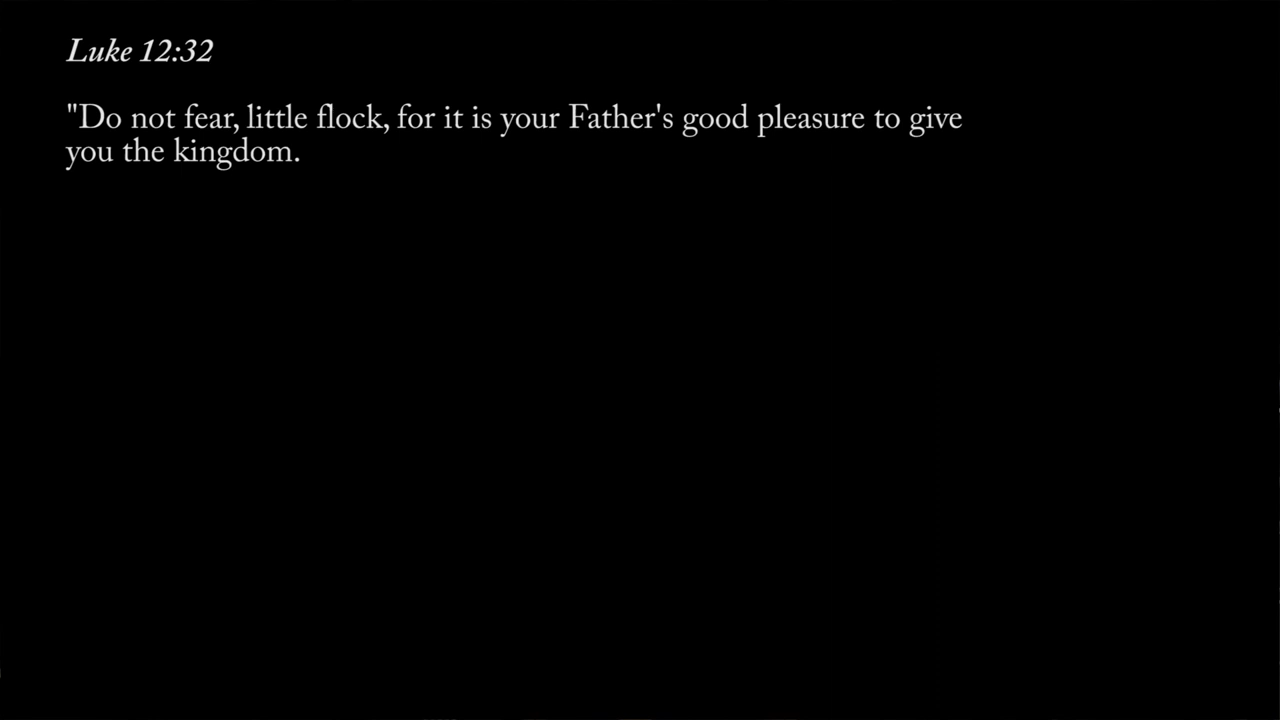 Luke 12:32
"Do not fear, little flock, for it is your Father's good pleasure to give
you the kingdom.